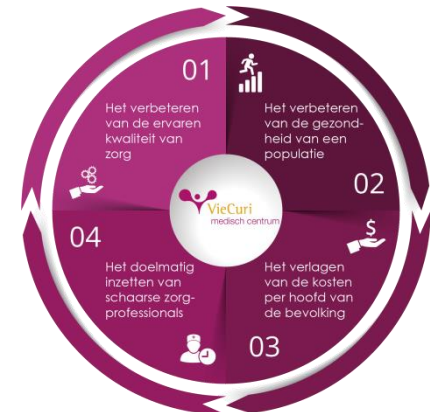 01
Het verbeteren
van de ervaren
kwaliteit van
zorg
Het verbeteren
van de gezond-
heid van een
populatie
02
VieCuri
medisch centrum
04
Het doelmatig
inzetten van
schaarse zorg-
professionals
$
Het verlagen
van de kosten
per hoofd van
de bevolking
03